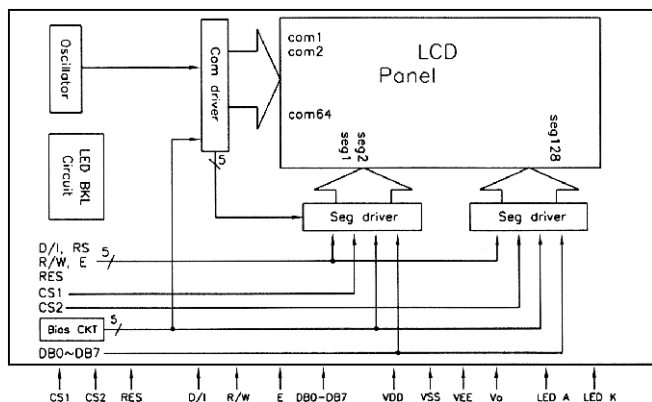 Oscillator
Com driver
com1
com2
com64
LCD
Panel
seg1
seg2
seg128
LED BKL
Circuit
5
Seg driver
Seg driver
D/I, RS
R/W, E
5
RES
CS1
CS2
Bias CKT
5
DB0~DB7
CS1 CS2 RES D/I R/W E DB0-DB7 VDD VSS VEE Vo LED A LED K